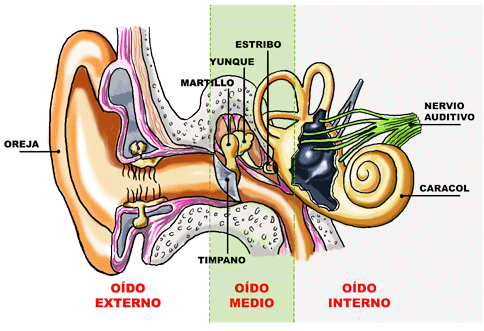 ESTRIBO
YUNQUE
MARTILLO
NERVIO
AUDITIVO
OREJA
CARACOL
TIMPANO
OÍDO
EXTERNO
OÍDO
MEDIO
OÍDO
INTERNO